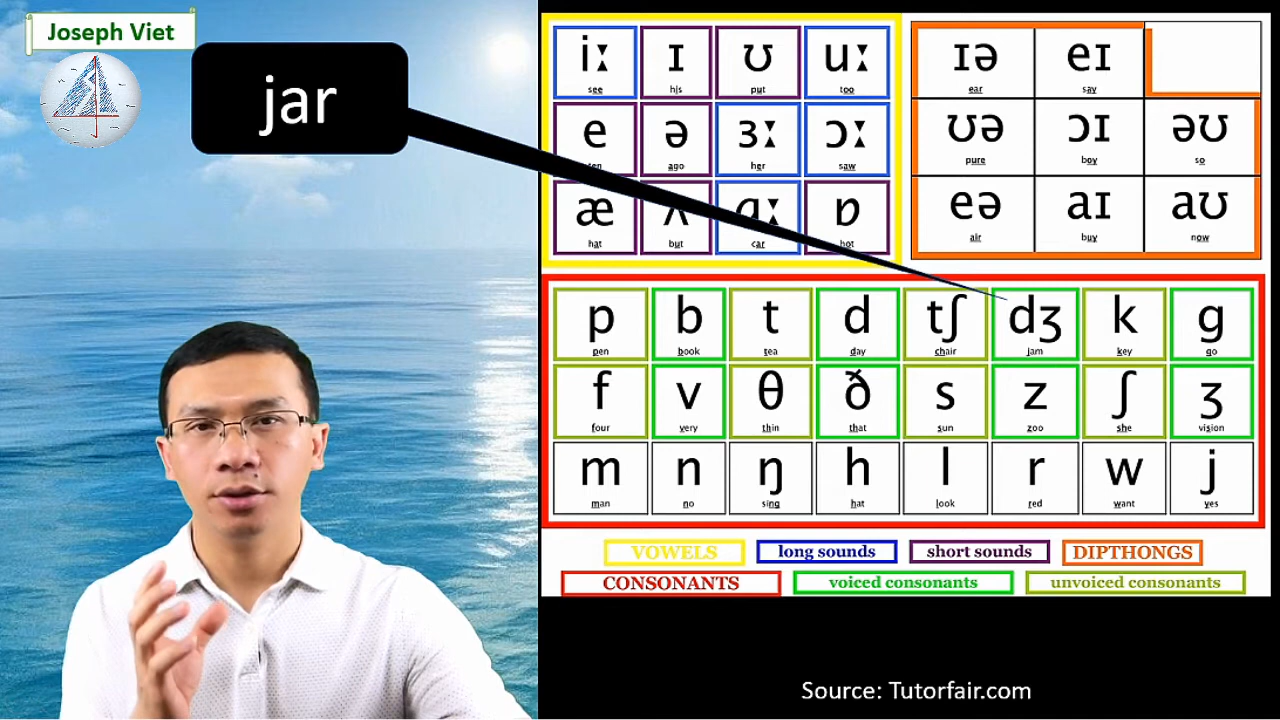 Joseph Viet
jar
iː ɪ ʊ uː
see his put too
e ə ɜː ɔː
ten ago her saw
æ ʌ ɑː ɒ
hat but car hot
ɪə eɪ
ear say
ʊə ɔɪ əʊ
pure boy so
eə aɪ aʊ
air buy now
p b t d tʃ dʒ k g
pen book tea day chair jam key go
f v θ ð s z ʃ ʒ
four very thin that sun zoo she vision
m n ŋ h l r w j
man no sing hat look red want yes
VOWELS long sounds short sounds DIPTHONGS
CONSONANTS voiced consonants unvoiced consonants
Source: Tutorfair.com